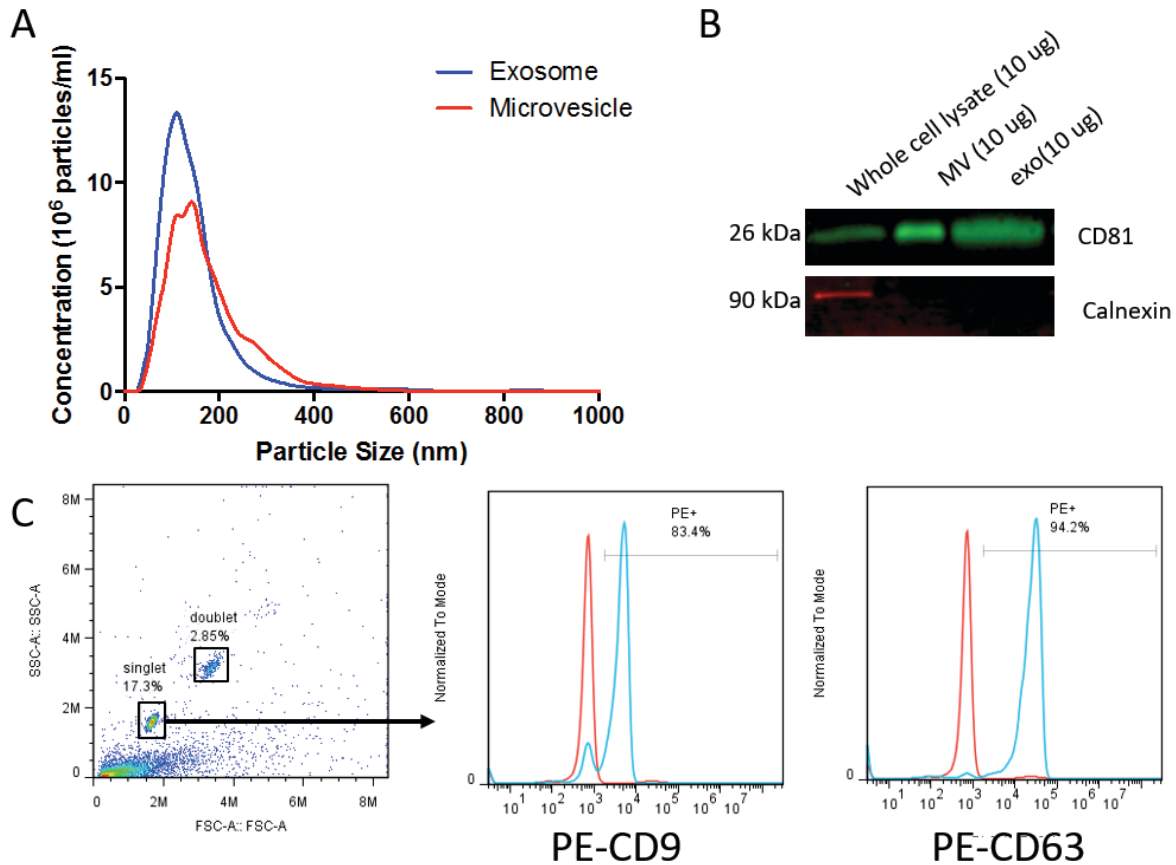 A
Exosome
Microvesicle
Concentration (10⁶ particles/ml)
15
10
5
0
0 200 400 600 800 1000
Particle Size (nm)
B
Whole cell lysate (10 ug)
MV (10 ug)
exo(10 ug)
26 kDa
CD81
90 kDa
Calnexin
C
SSC-A:: SSC-A
8M
6M
4M
2M
0
doublet
2.85%
singlet
17.3%
0 2M 4M 6M 8M
FSC-A:: FSC-A
Normalized To Mode
0
PE+
83.4%
10¹ 10² 10³ 10⁴ 10⁵ 10⁶ 10⁷
PE-CD9
Normalized To Mode
0
PE+
94.2%
10¹ 10² 10³ 10⁴ 10⁵ 10⁶ 10⁷
PE-CD63